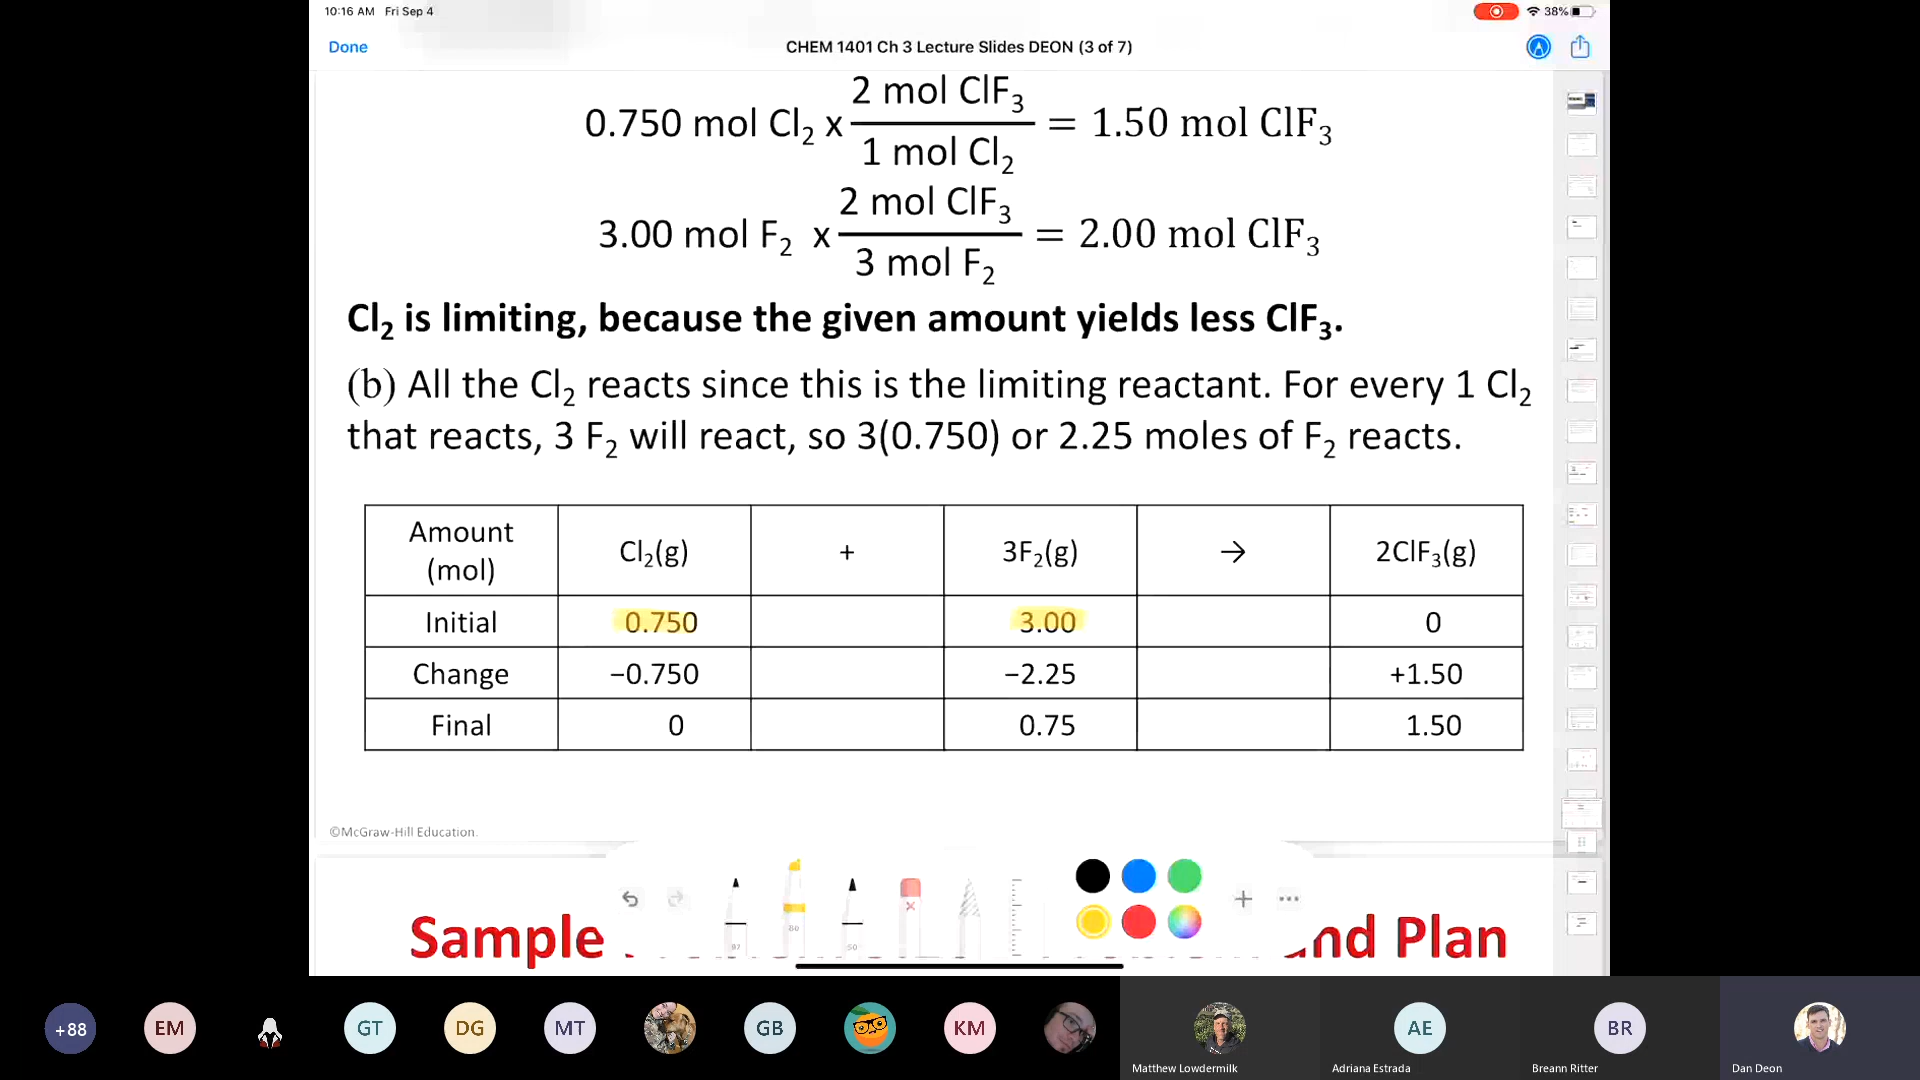 10:16 AM Fri Sep 4
38%
Done
CHEM 1401 Ch 3 Lecture Slides DEON (3 of 7)
0.750 mol Cl₂ x 2 mol ClF₃ / 1 mol Cl₂ = 1.50 mol ClF₃
3.00 mol F₂ x 2 mol ClF₃ / 3 mol F₂ = 2.00 mol ClF₃
Cl₂ is limiting, because the given amount yields less ClF₃.
(b) All the Cl₂ reacts since this is the limiting reactant. For every 1 Cl₂
that reacts, 3 F₂ will react, so 3(0.750) or 2.25 moles of F₂ reacts.
Amount (mol) Cl₂(g) + 3F₂(g) → 2ClF₃(g)
Initial 0.750 3.00 0
Change −0.750 −2.25 +1.50
Final 0 0.75 1.50
©McGraw-Hill Education.
97 80 50
Sample nd Plan
+88 EM GT DG MT GB KM AE BR
Matthew Lowdermilk Adriana Estrada Breann Ritter Dan Deon